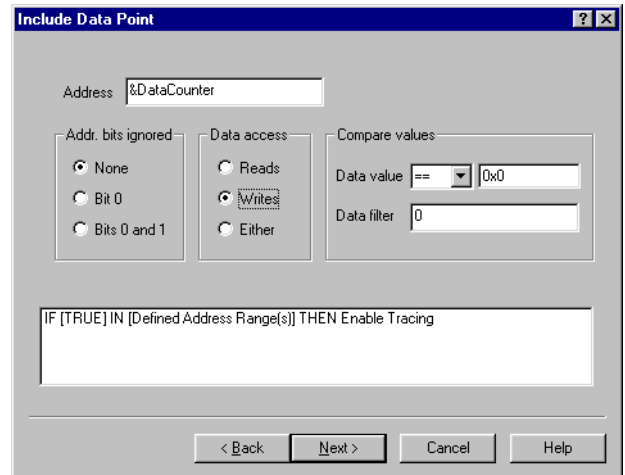 Include Data Point
Address &DataCounter
Addr. bits ignored
None
Bit 0
Bits 0 and 1
Data access
Reads
Writes
Either
Compare values
Data value == 0x0
Data filter 0
IF [TRUE] IN [Defined Address Range(s)] THEN Enable Tracing
< Back
Next >
Cancel
Help